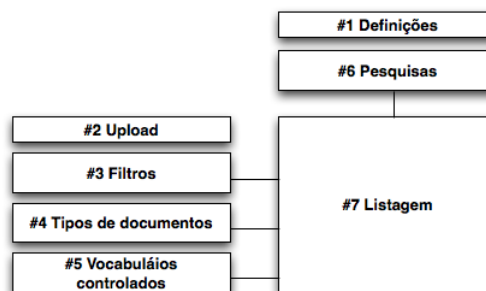 #1 Definições
#6 Pesquisas
#2 Upload
#3 Filtros
#4 Tipos de documentos
#7 Listagem
#5 Vocabuláios
controlados